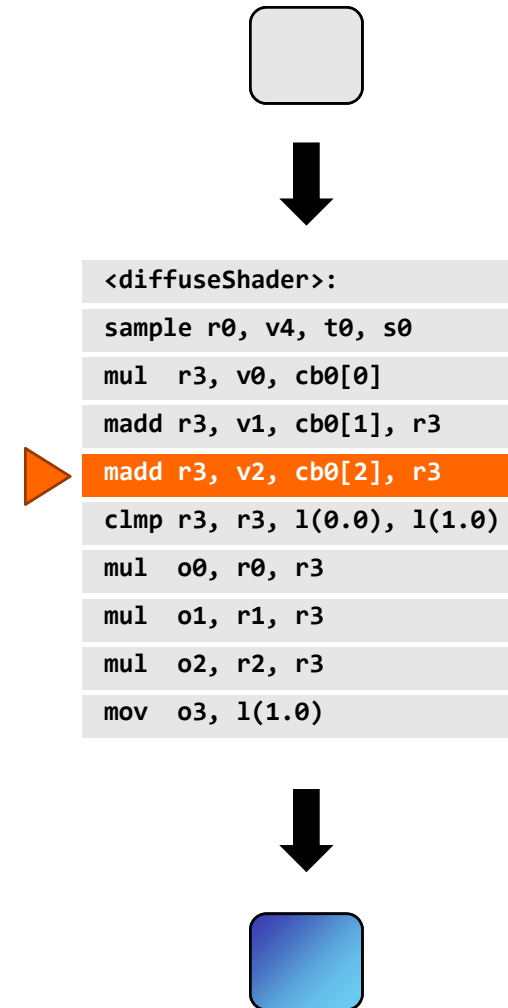 <diffuseShader>:
sample r0, v4, t0, s0
mul  r3, v0, cb0[0]
madd r3, v1, cb0[1], r3
madd r3, v2, cb0[2], r3
clmp r3, r3, l(0.0), l(1.0)
mul  o0, r0, r3
mul  o1, r1, r3
mul  o2, r2, r3
mov  o3, l(1.0)